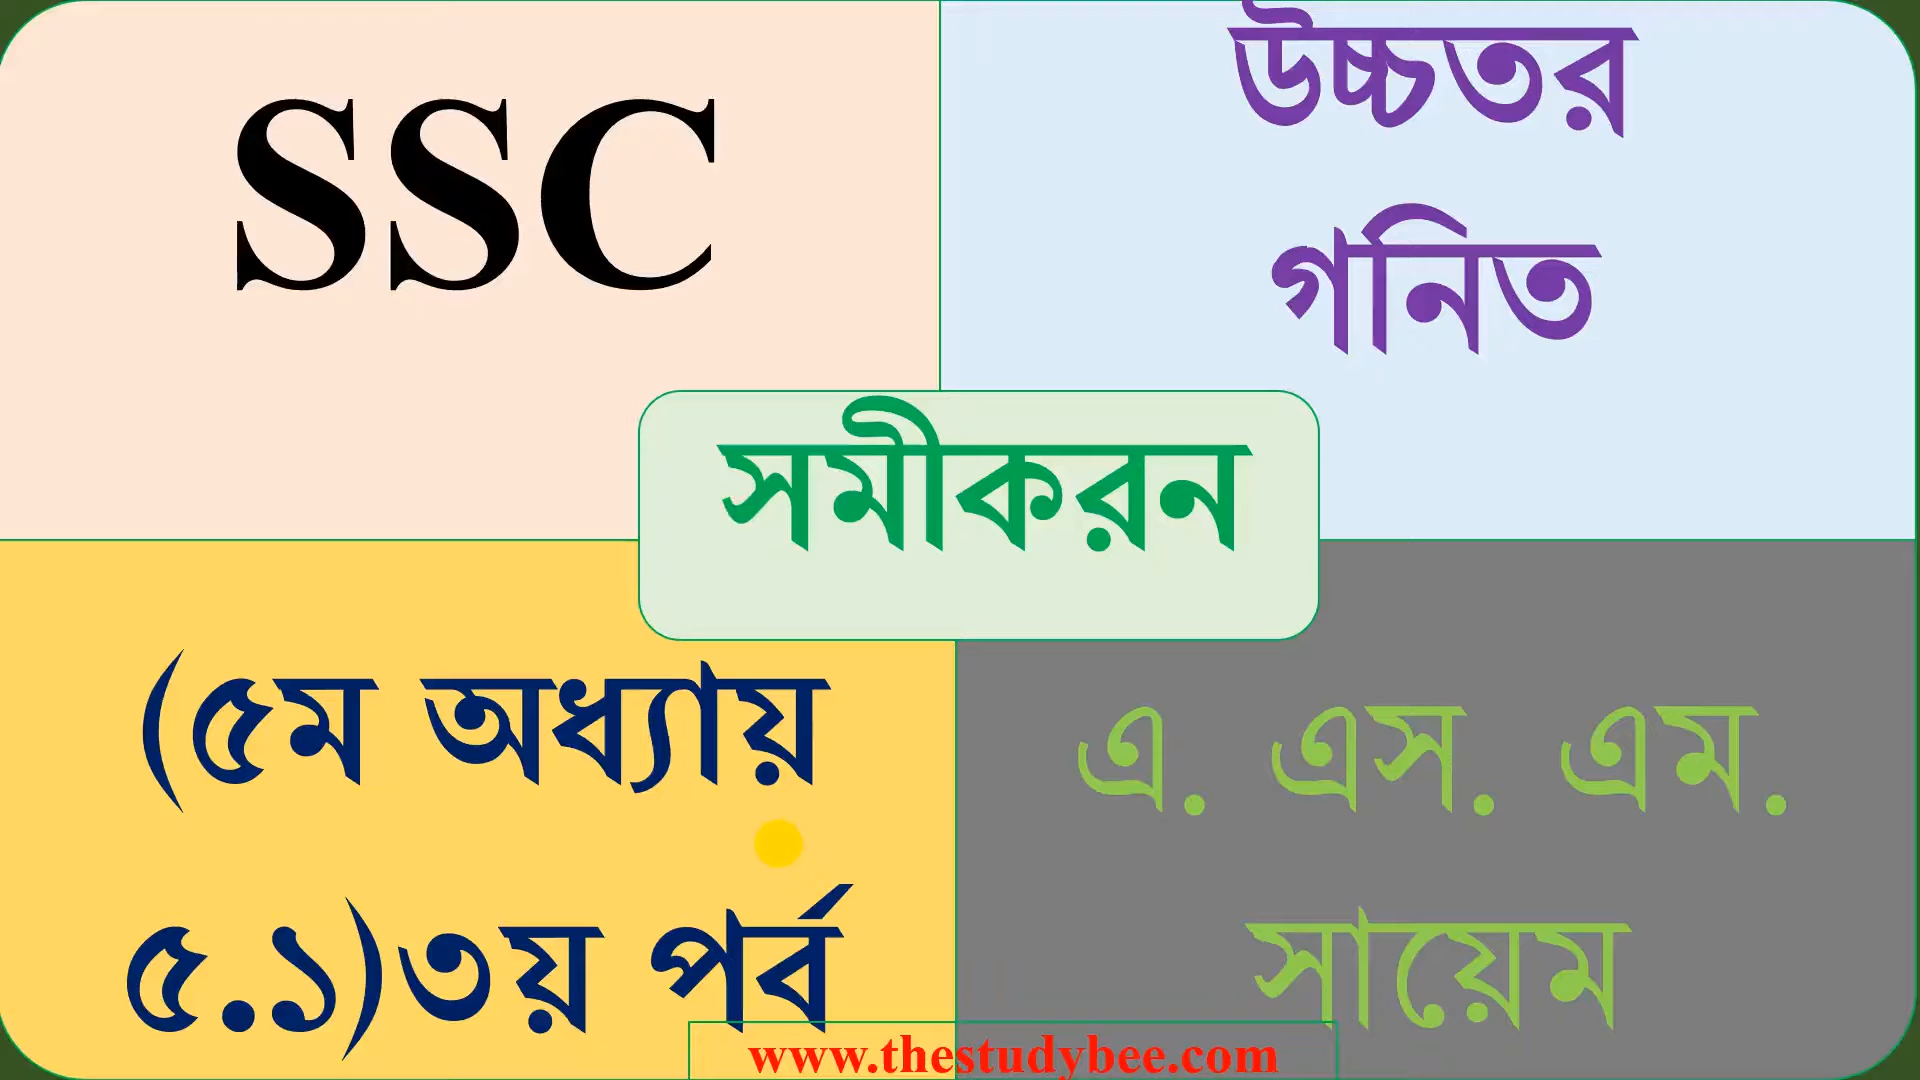 SSC
উচ্চতর
গনিত
সমীকরন
(৫ম অধ্যায়
৫.১)৩য় পর্ব
এ. এস. এম.
সায়েম
www.thestudybee.com